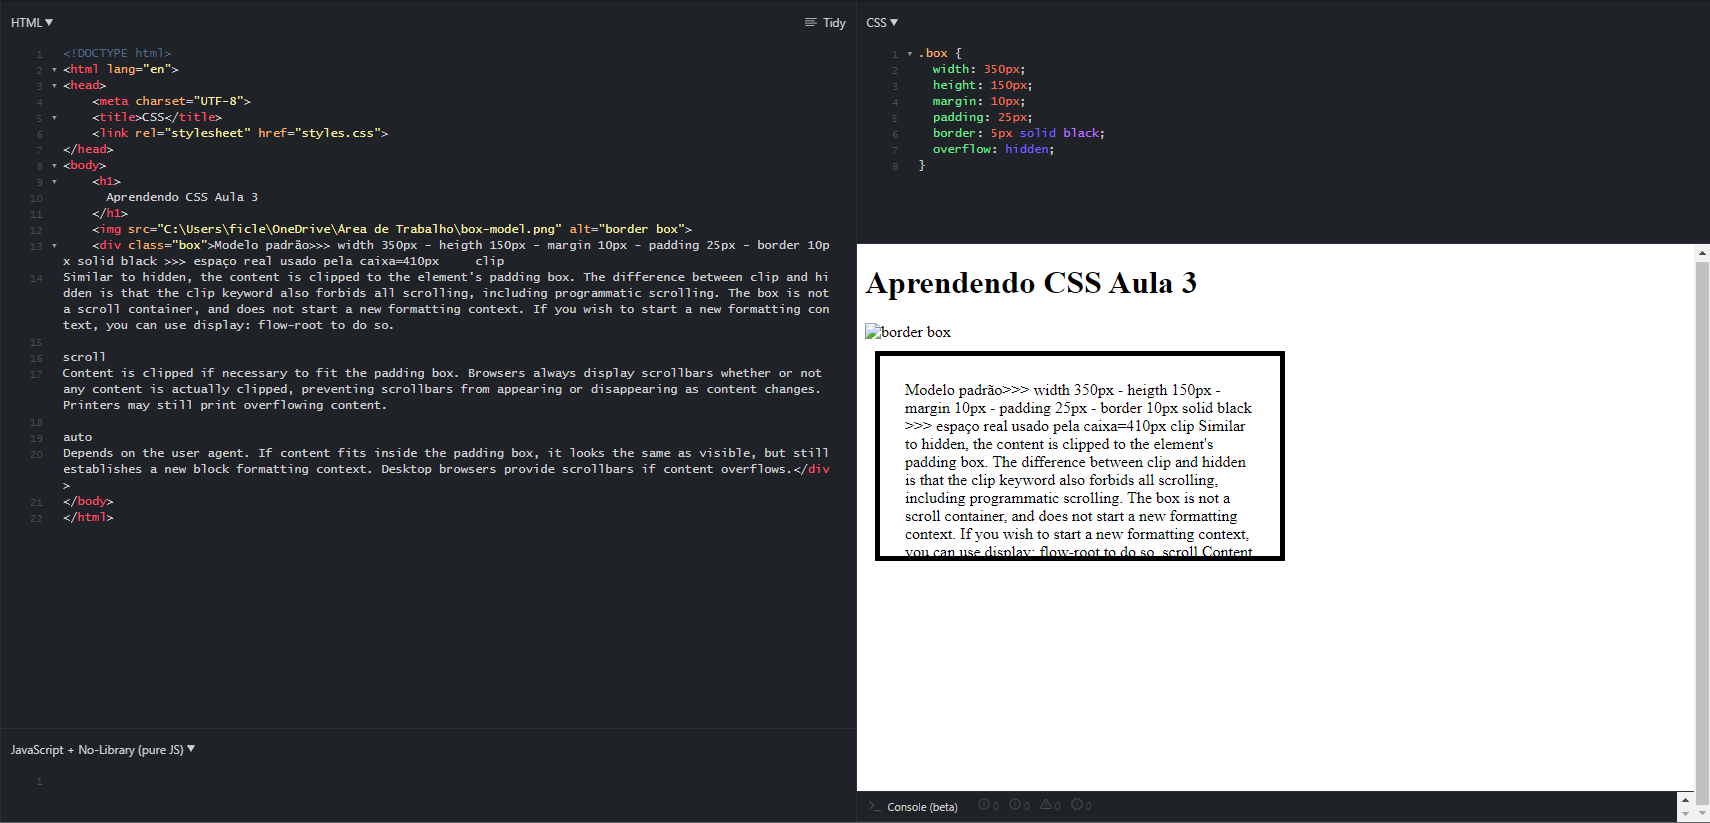 HTML ▼
Tidy
1 <!DOCTYPE html>
2 ▾ <html lang="en">
3 ▾ <head>
4 <meta charset="UTF-8">
5 ▾ <title>CSS</title>
6 <link rel="stylesheet" href="styles.css">
7 </head>
8 ▾ <body>
9 ▾ <h1>
10 Aprendendo CSS Aula 3
11 </h1>
12 <img src="C:\Users\ficle\OneDrive\Área de Trabalho\box-model.png" alt="border box">
13 ▾ <div class="box">Modelo padrão>>> width 350px - heigth 150px - margin 10px - padding 25px - border 10p
x solid black >>> espaço real usado pela caixa=410px clip
14 Similar to hidden, the content is clipped to the element's padding box. The difference between clip and hi
dden is that the clip keyword also forbids all scrolling, including programmatic scrolling. The box is not
a scroll container, and does not start a new formatting context. If you wish to start a new formatting con
text, you can use display: flow-root to do so.
15
16 scroll
17 Content is clipped if necessary to fit the padding box. Browsers always display scrollbars whether or not
any content is actually clipped, preventing scrollbars from appearing or disappearing as content changes.
Printers may still print overflowing content.
18
19 auto
20 Depends on the user agent. If content fits inside the padding box, it looks the same as visible, but still
establishes a new block formatting context. Desktop browsers provide scrollbars if content overflows.</div
>
21 </body>
22 </html>
JavaScript + No-Library (pure JS) ▼
1
CSS ▼
1 ▾ .box {
2 width: 350px;
3 height: 150px;
4 margin: 10px;
5 padding: 25px;
6 border: 5px solid black;
7 overflow: hidden;
8 }
Aprendendo CSS Aula 3
border box
Modelo padrão>>> width 350px - heigth 150px -
margin 10px - padding 25px - border 10px solid black
>>> espaço real usado pela caixa=410px clip Similar
to hidden, the content is clipped to the element's
padding box. The difference between clip and hidden
is that the clip keyword also forbids all scrolling,
including programmatic scrolling. The box is not a
scroll container, and does not start a new formatting
context. If you wish to start a new formatting context,
you can use display: flow-root to do so. scroll Content
>_ Console (beta) 0 0 0 0